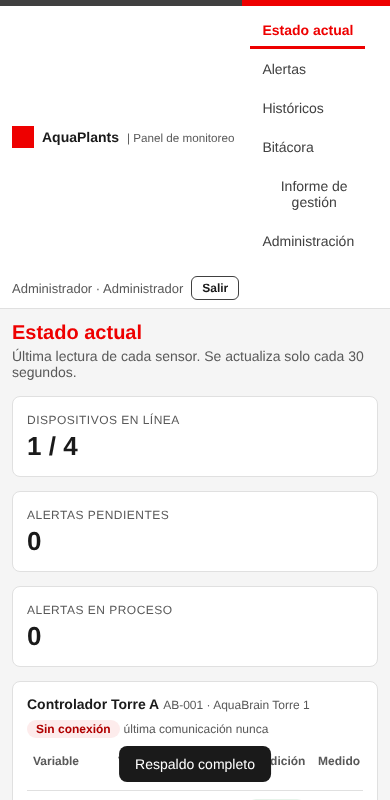 Estado actual
Alertas
Históricos
AquaPlants | Panel de monitoreo
Bitácora
Informe de
gestión
Administración
Administrador · Administrador Salir
Estado actual
Última lectura de cada sensor. Se actualiza solo cada 30
segundos.
DISPOSITIVOS EN LÍNEA
1 / 4
ALERTAS PENDIENTES
0
ALERTAS EN PROCESO
0
Controlador Torre A AB-001 · AquaBrain Torre 1
Sin conexión última comunicación nunca
Variable Medido
Respaldo completo